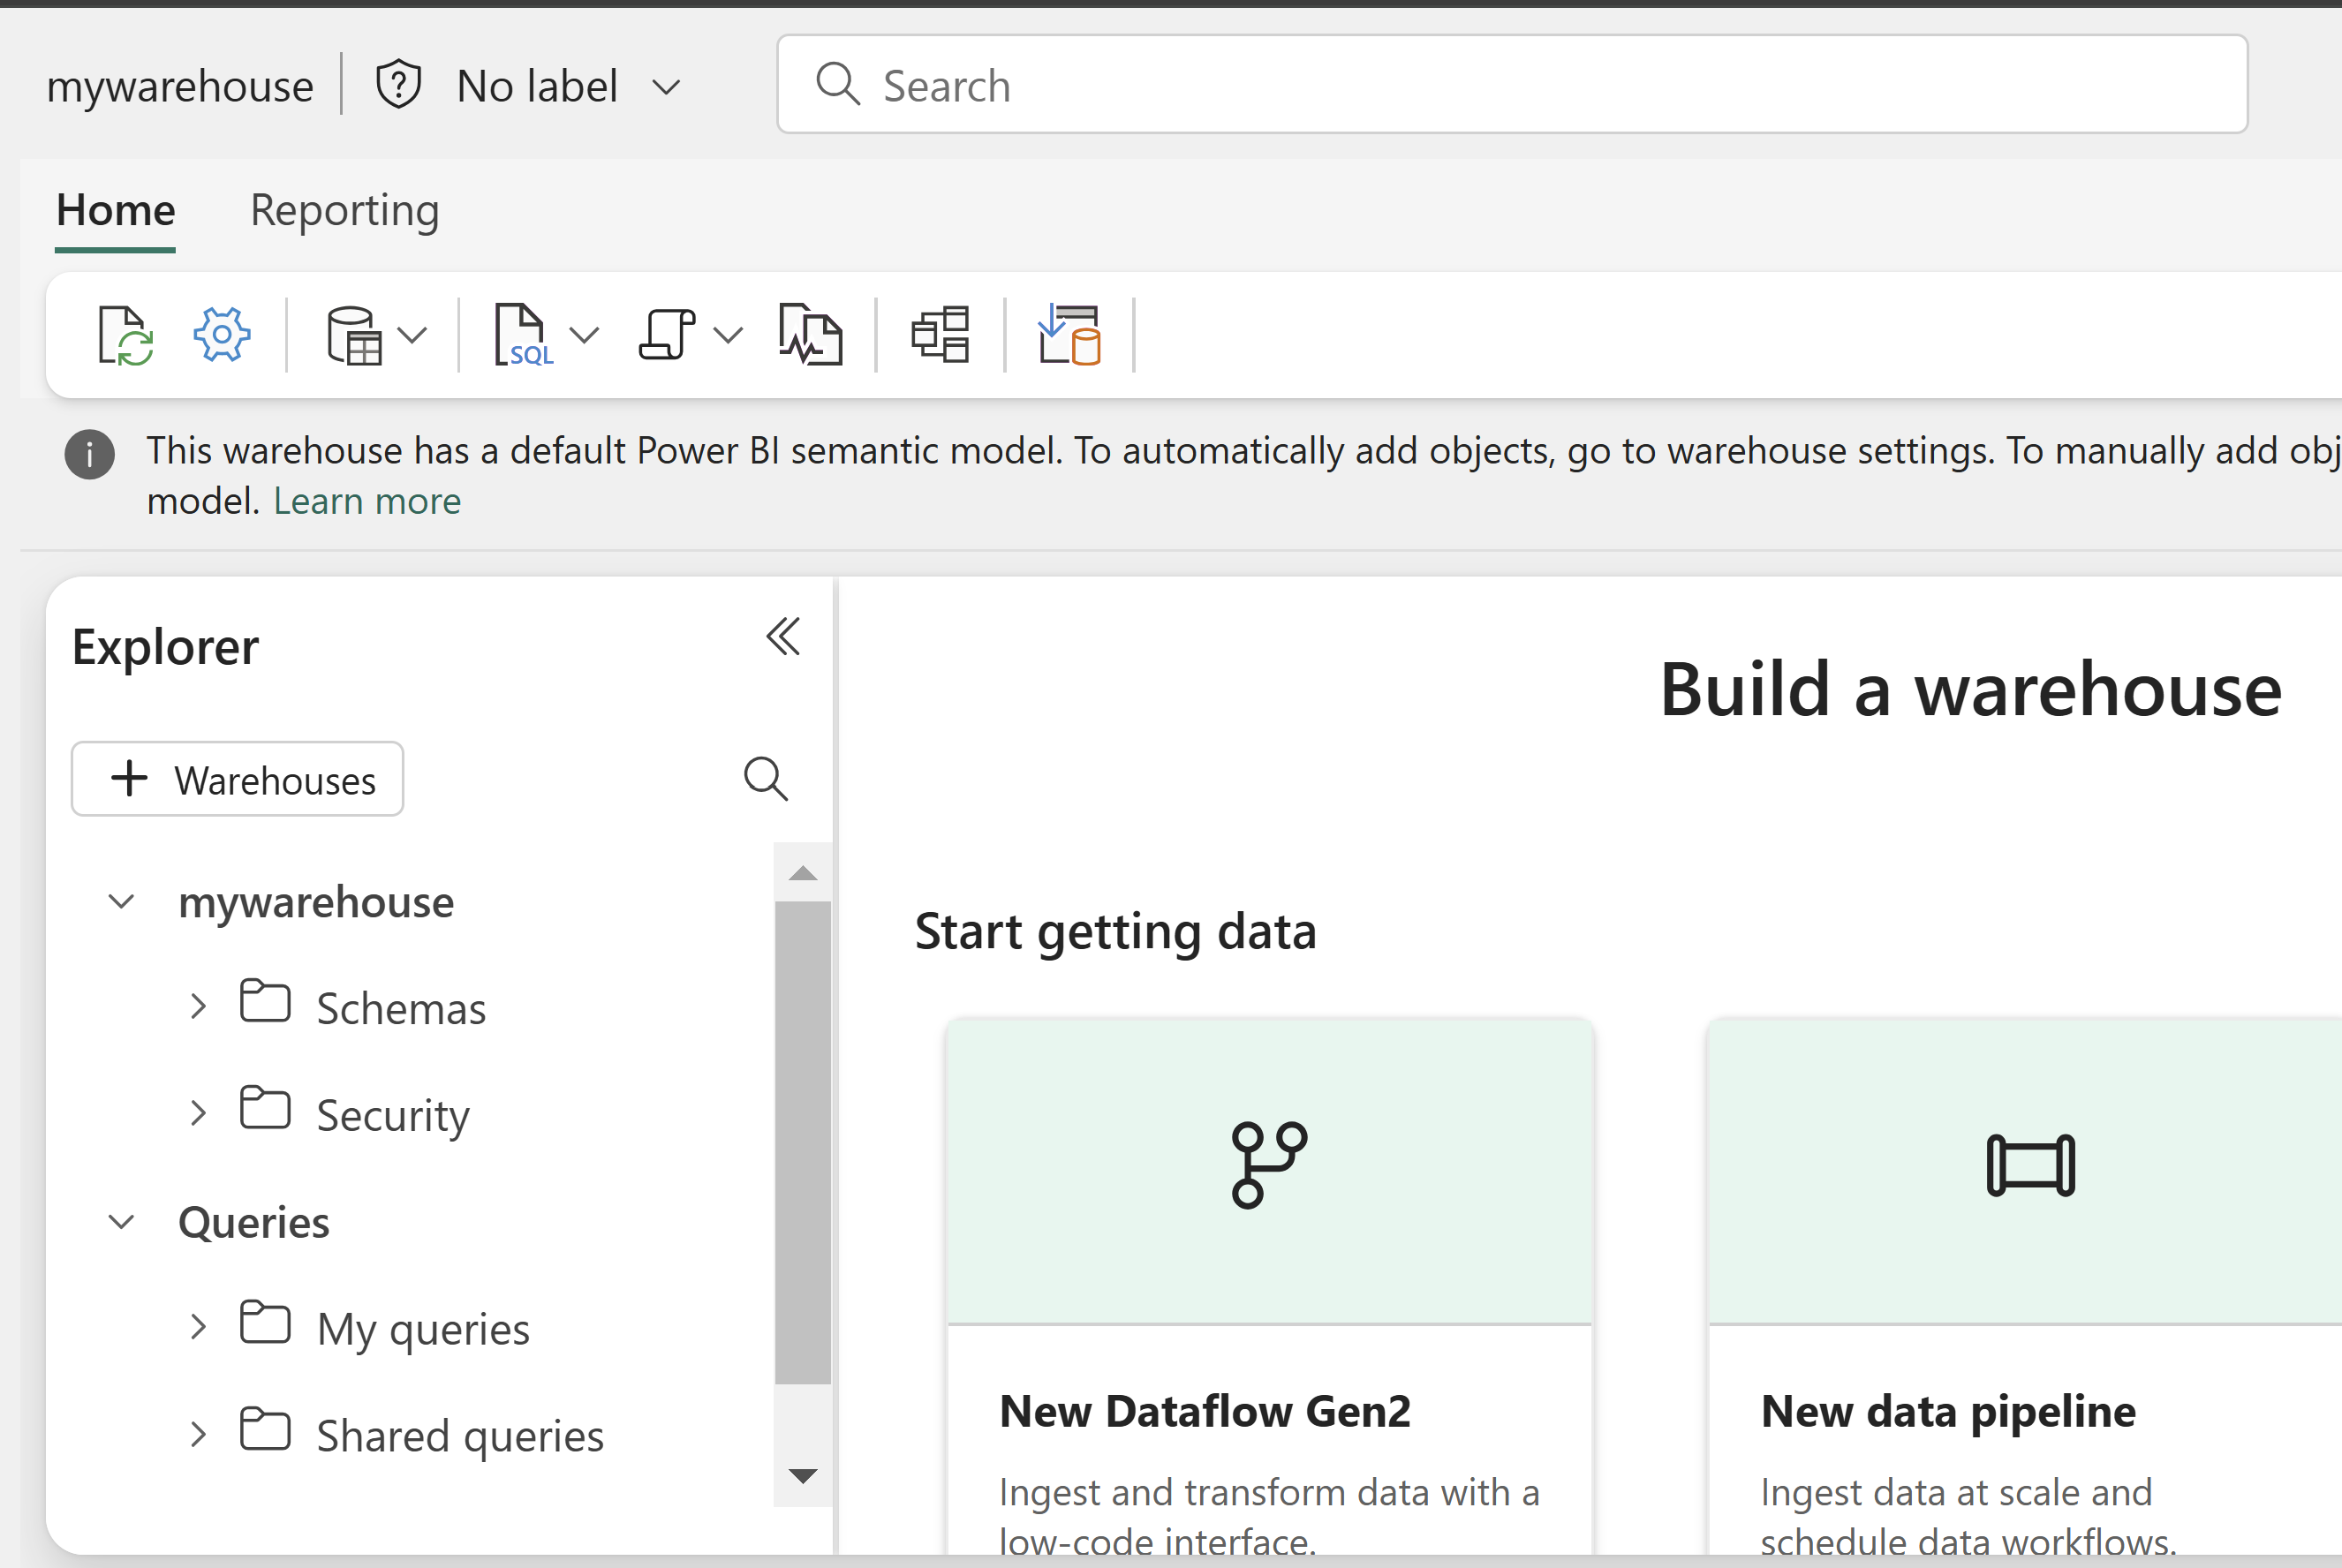 mywarehouse
No label
Search
Home
Reporting
SQL
This warehouse has a default Power BI semantic model. To automatically add objects, go to warehouse settings. To manually add obj
model. Learn more
Explorer
Warehouses
mywarehouse
Schemas
Security
Queries
My queries
Shared queries
Build a warehouse
Start getting data
New Dataflow Gen2
Ingest and transform data with a
low-code interface.
New data pipeline
Ingest data at scale and
schedule data workflows.